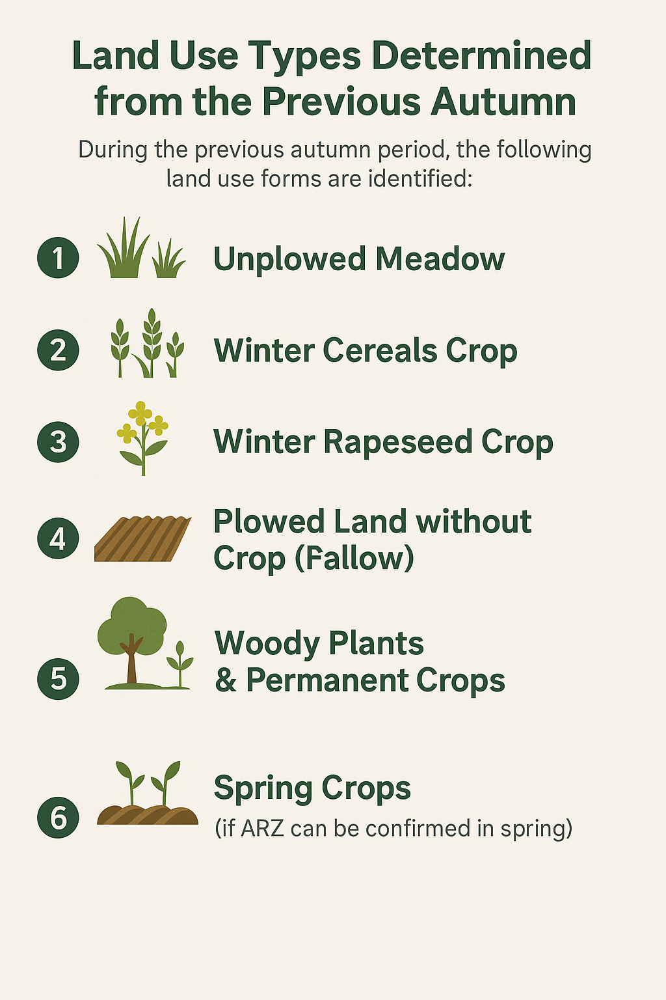 Land Use Types Determined
from the Previous Autumn
During the previous autumn period, the following
land use forms are identified:
1 Unplowed Meadow
2 Winter Cereals Crop
3 Winter Rapeseed Crop
4 Plowed Land without
Crop (Fallow)
5 Woody Plants
& Permanent Crops
6 Spring Crops
(if ARZ can be confirmed in spring)